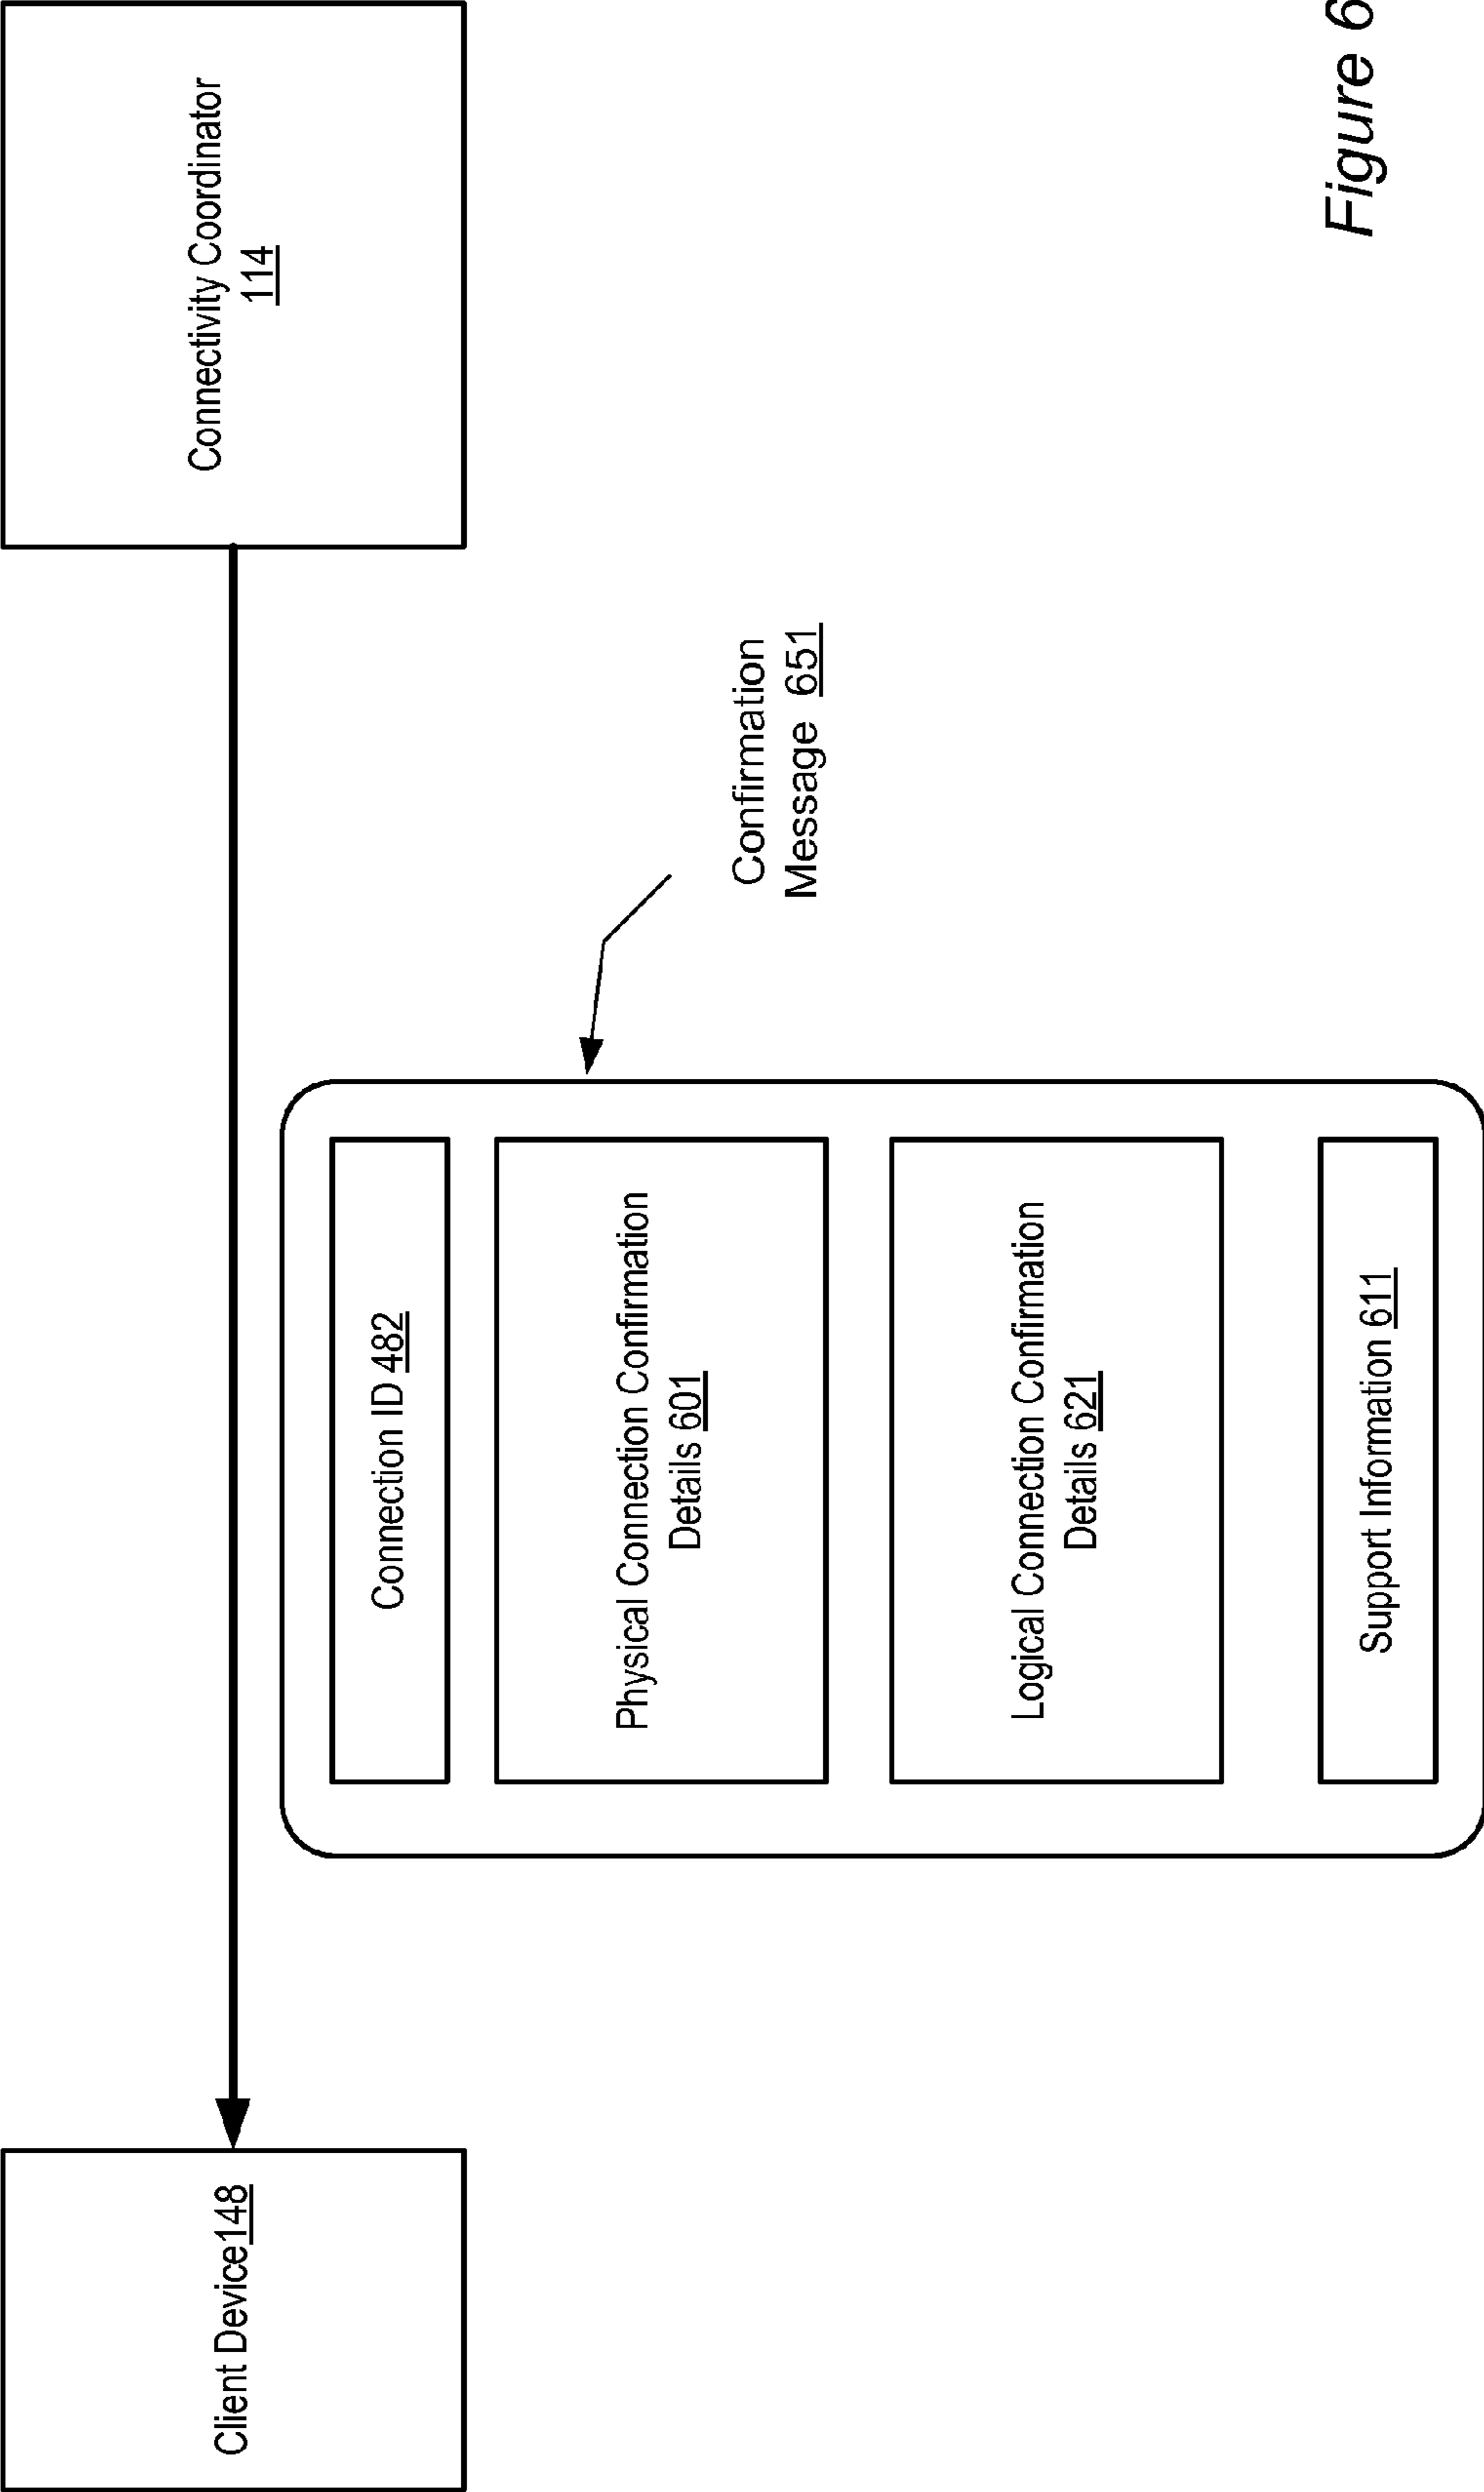 Client Device148
Connectivity Coordinator
114
Connection ID 482
Physical Connection Confirmation
Details 601
Logical Connection Confirmation
Details 621
Support Information 611
Confirmation
Message 651
Figure 6